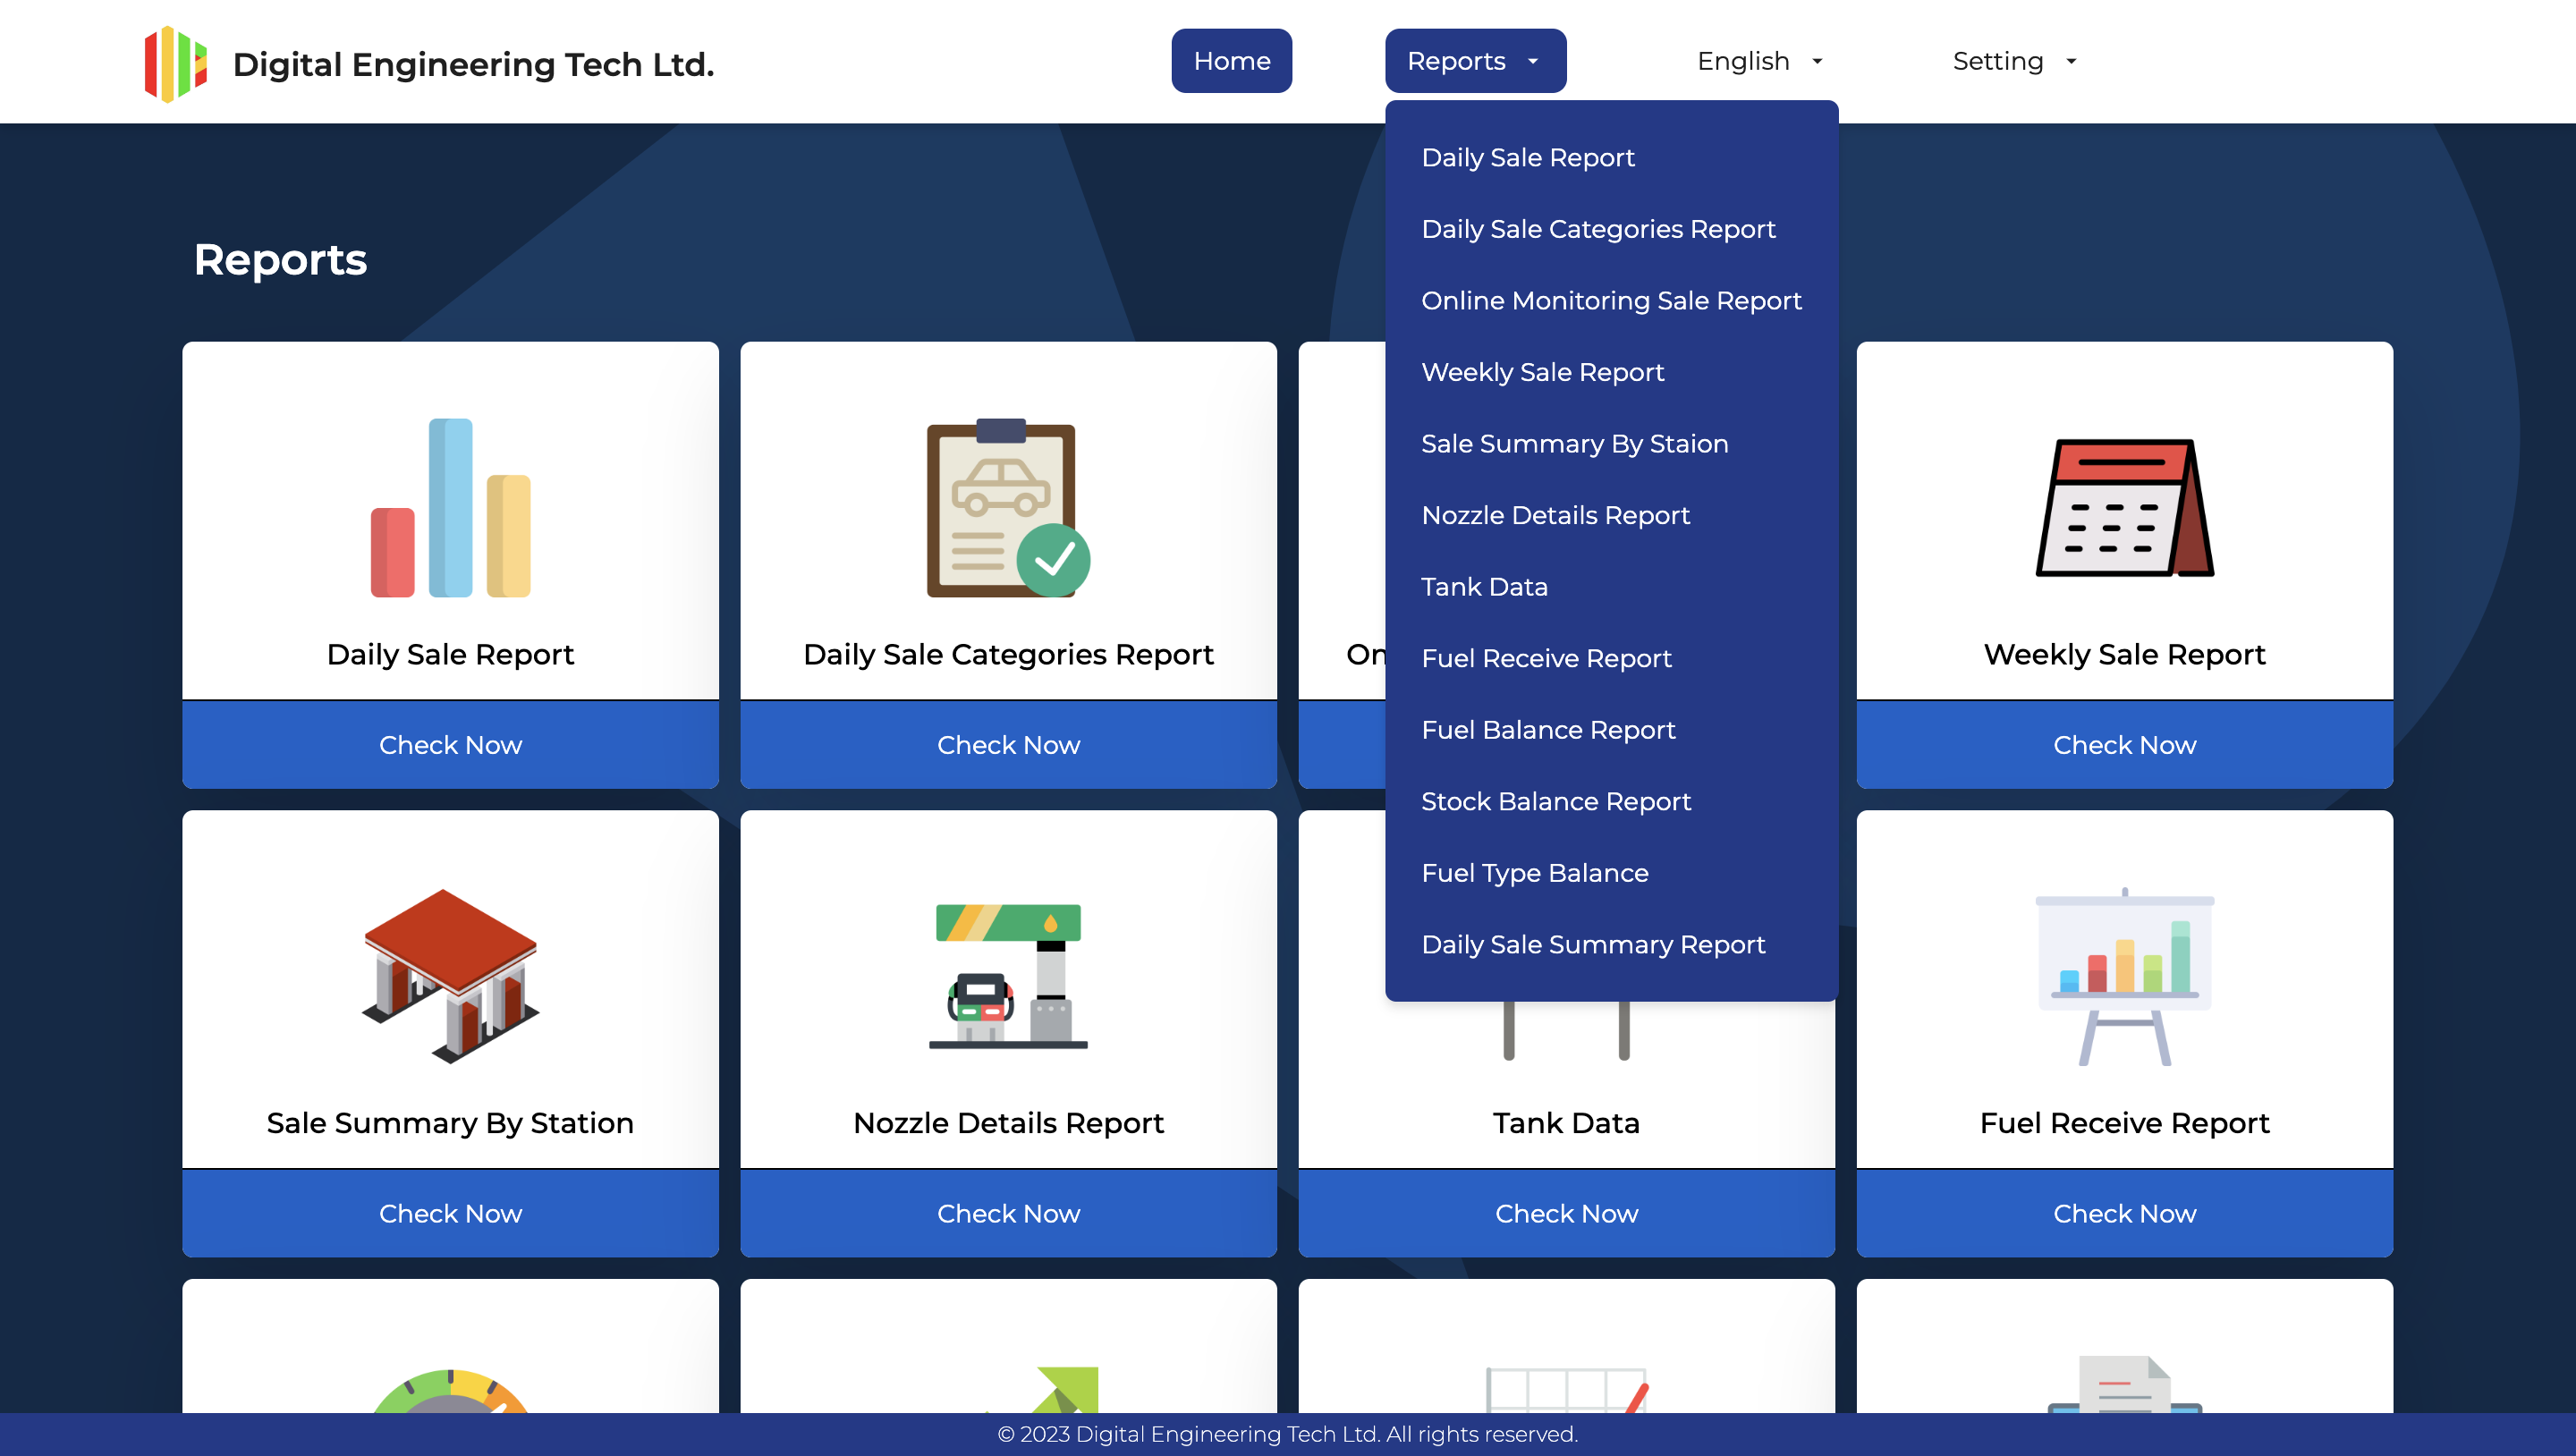 Digital Engineering Tech Ltd.
Home
Reports
English
Setting
Daily Sale Report
Daily Sale Categories Report
Online Monitoring Sale Report
Weekly Sale Report
Sale Summary By Staion
Nozzle Details Report
Tank Data
Fuel Receive Report
Fuel Balance Report
Stock Balance Report
Fuel Type Balance
Daily Sale Summary Report
Reports
Daily Sale Report
Daily Sale Categories Report
On
Weekly Sale Report
Check Now
Check Now
Check Now
Sale Summary By Station
Nozzle Details Report
Tank Data
Fuel Receive Report
Check Now
Check Now
Check Now
Check Now
© 2023 Digital Engineering Tech Ltd. All rights reserved.